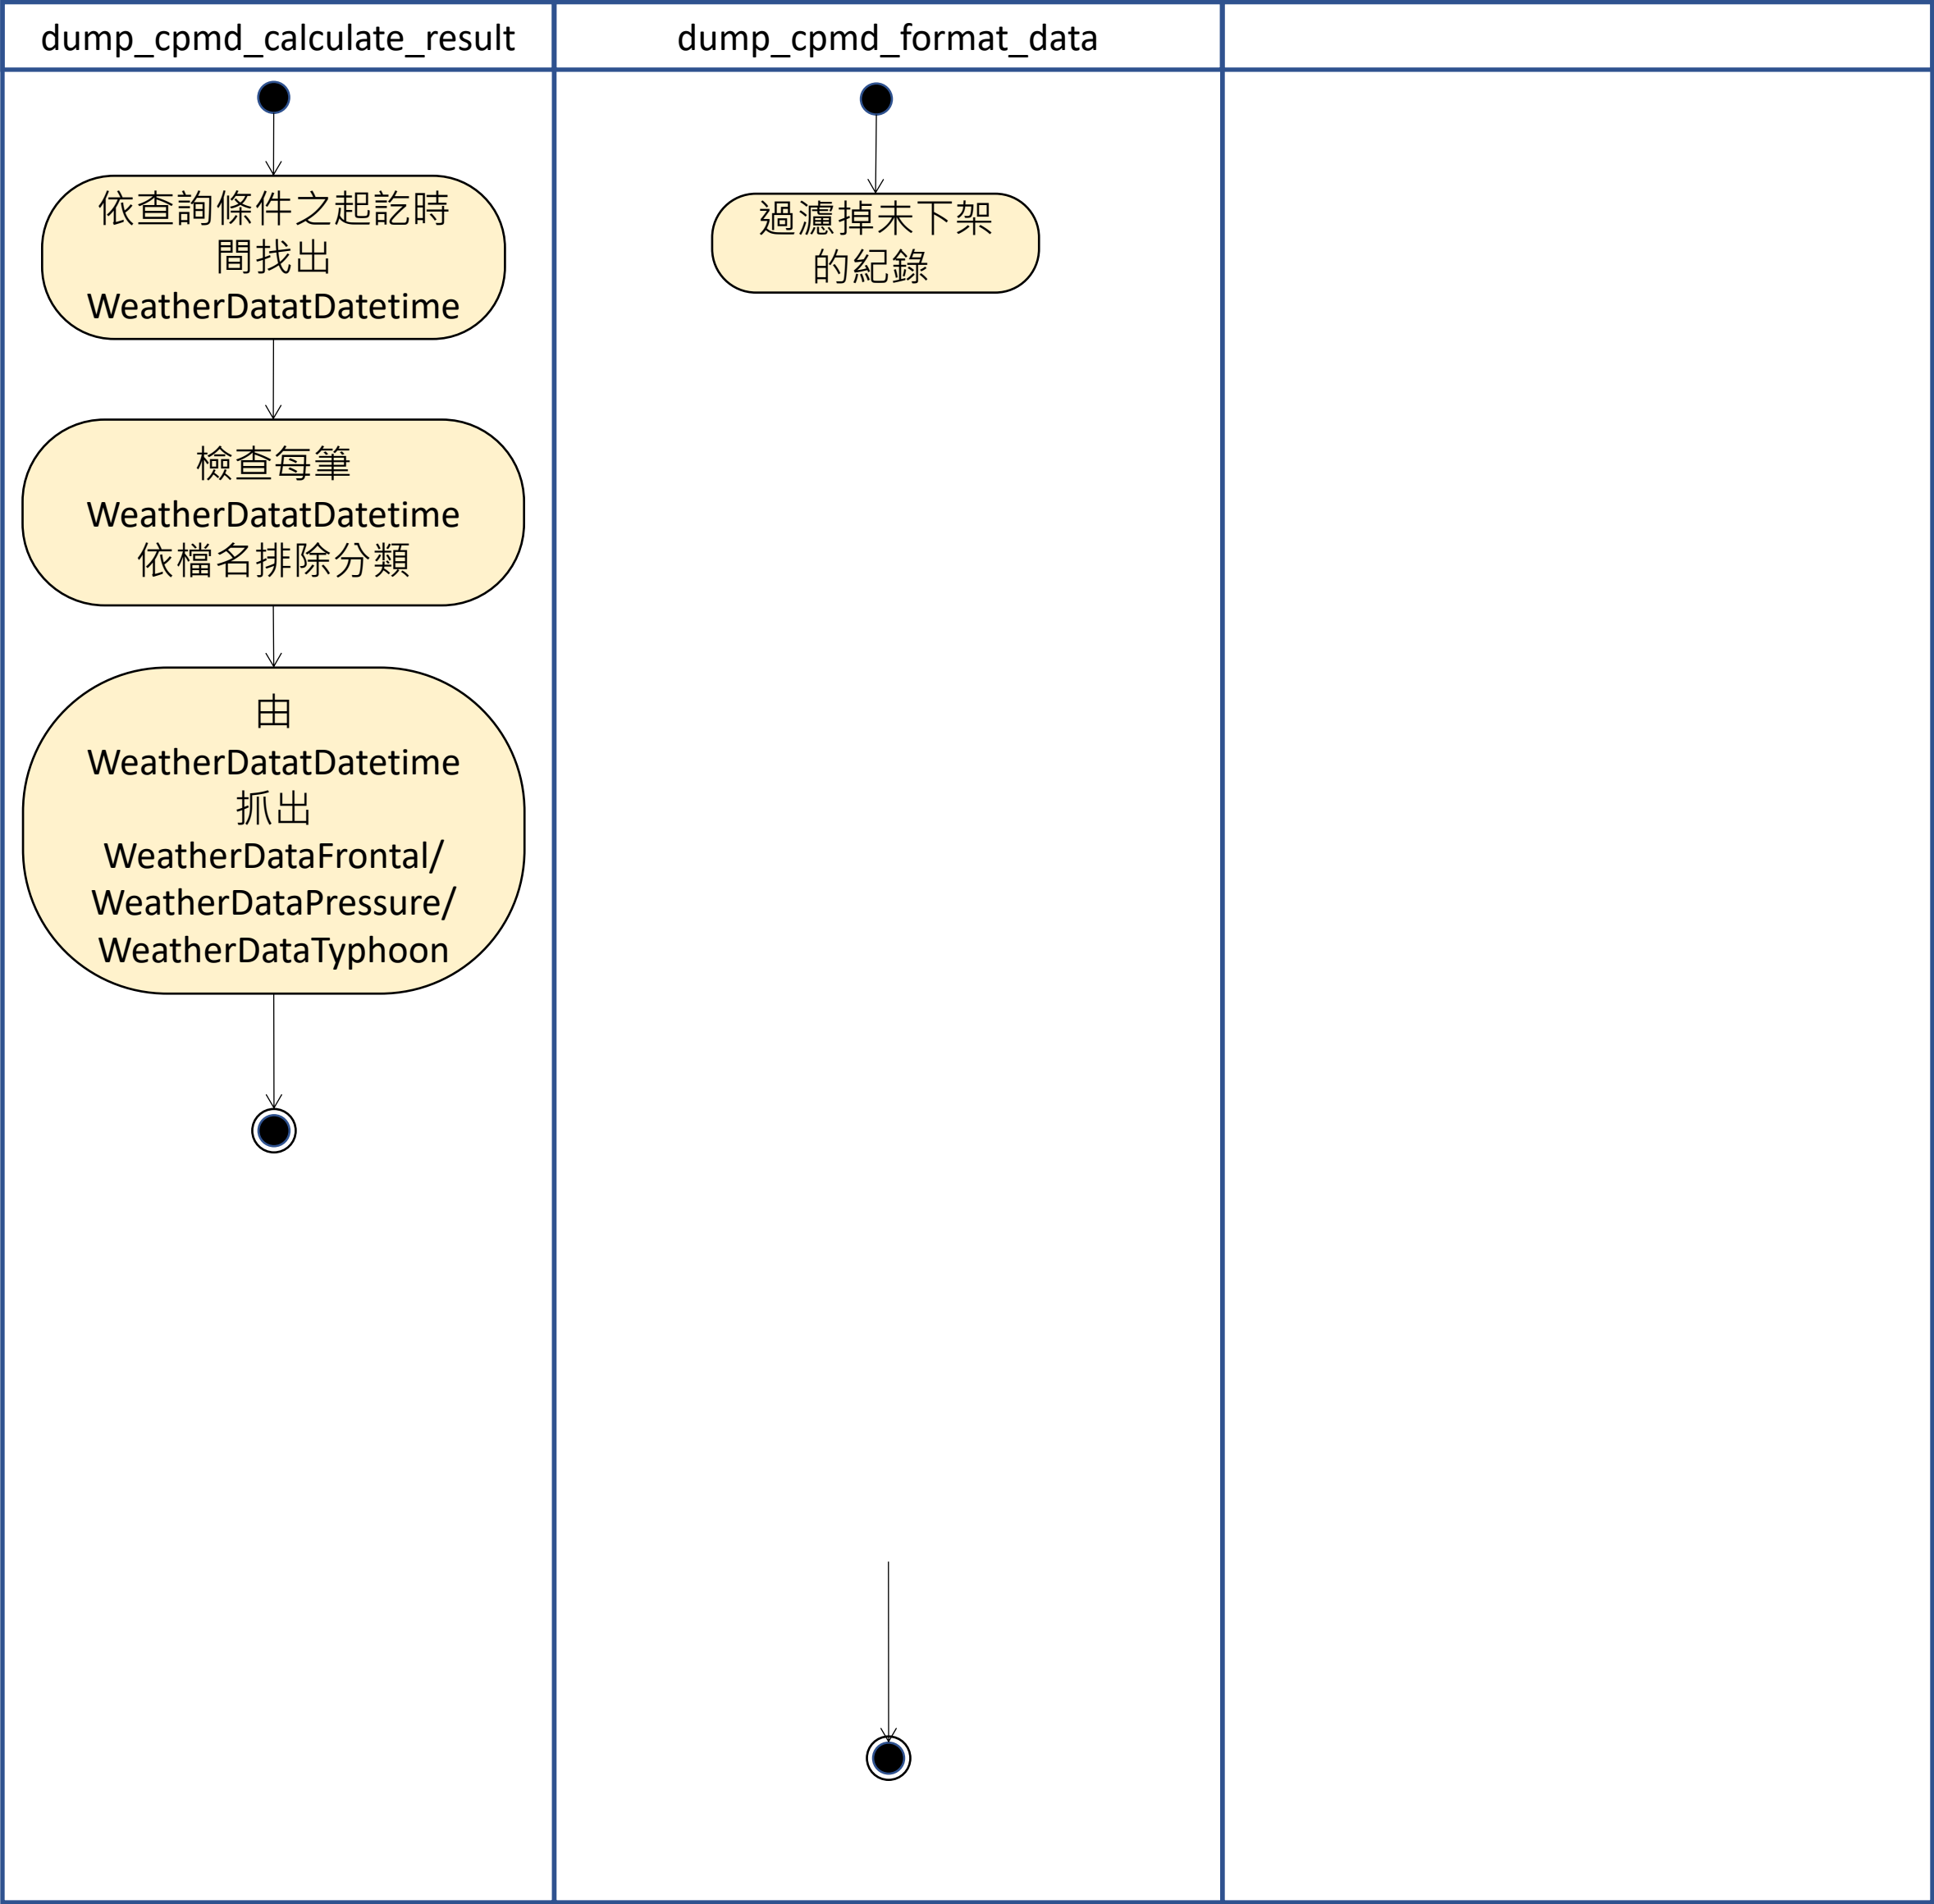 dump_cpmd_calculate_result
dump_cpmd_format_data
依查詢條件之起訖時
間找出
WeatherDatatDatetime
檢查每筆
WeatherDatatDatetime
依檔名排除分類
由
WeatherDatatDatetime
抓出
WeatherDataFrontal/
WeatherDataPressure/
WeatherDataTyphoon
過濾掉未下架
的紀錄